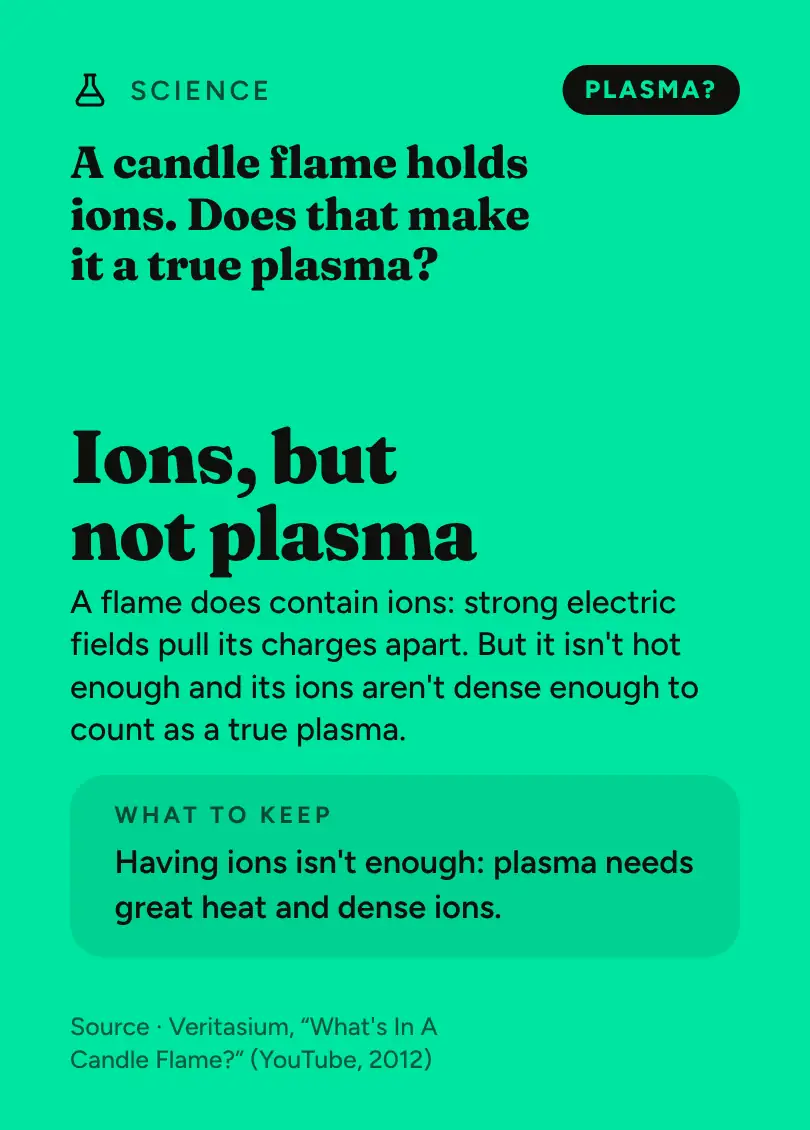 SCIENCE
PLASMA?
A candle flame holds
ions. Does that make
it a true plasma?
Ions, but
not plasma
A flame does contain ions: strong electric
fields pull its charges apart. But it isn't hot
enough and its ions aren't dense enough to
count as a true plasma.
WHAT TO KEEP
Having ions isn't enough: plasma needs
great heat and dense ions.
Source · Veritasium, “What's In A
Candle Flame?” (YouTube, 2012)